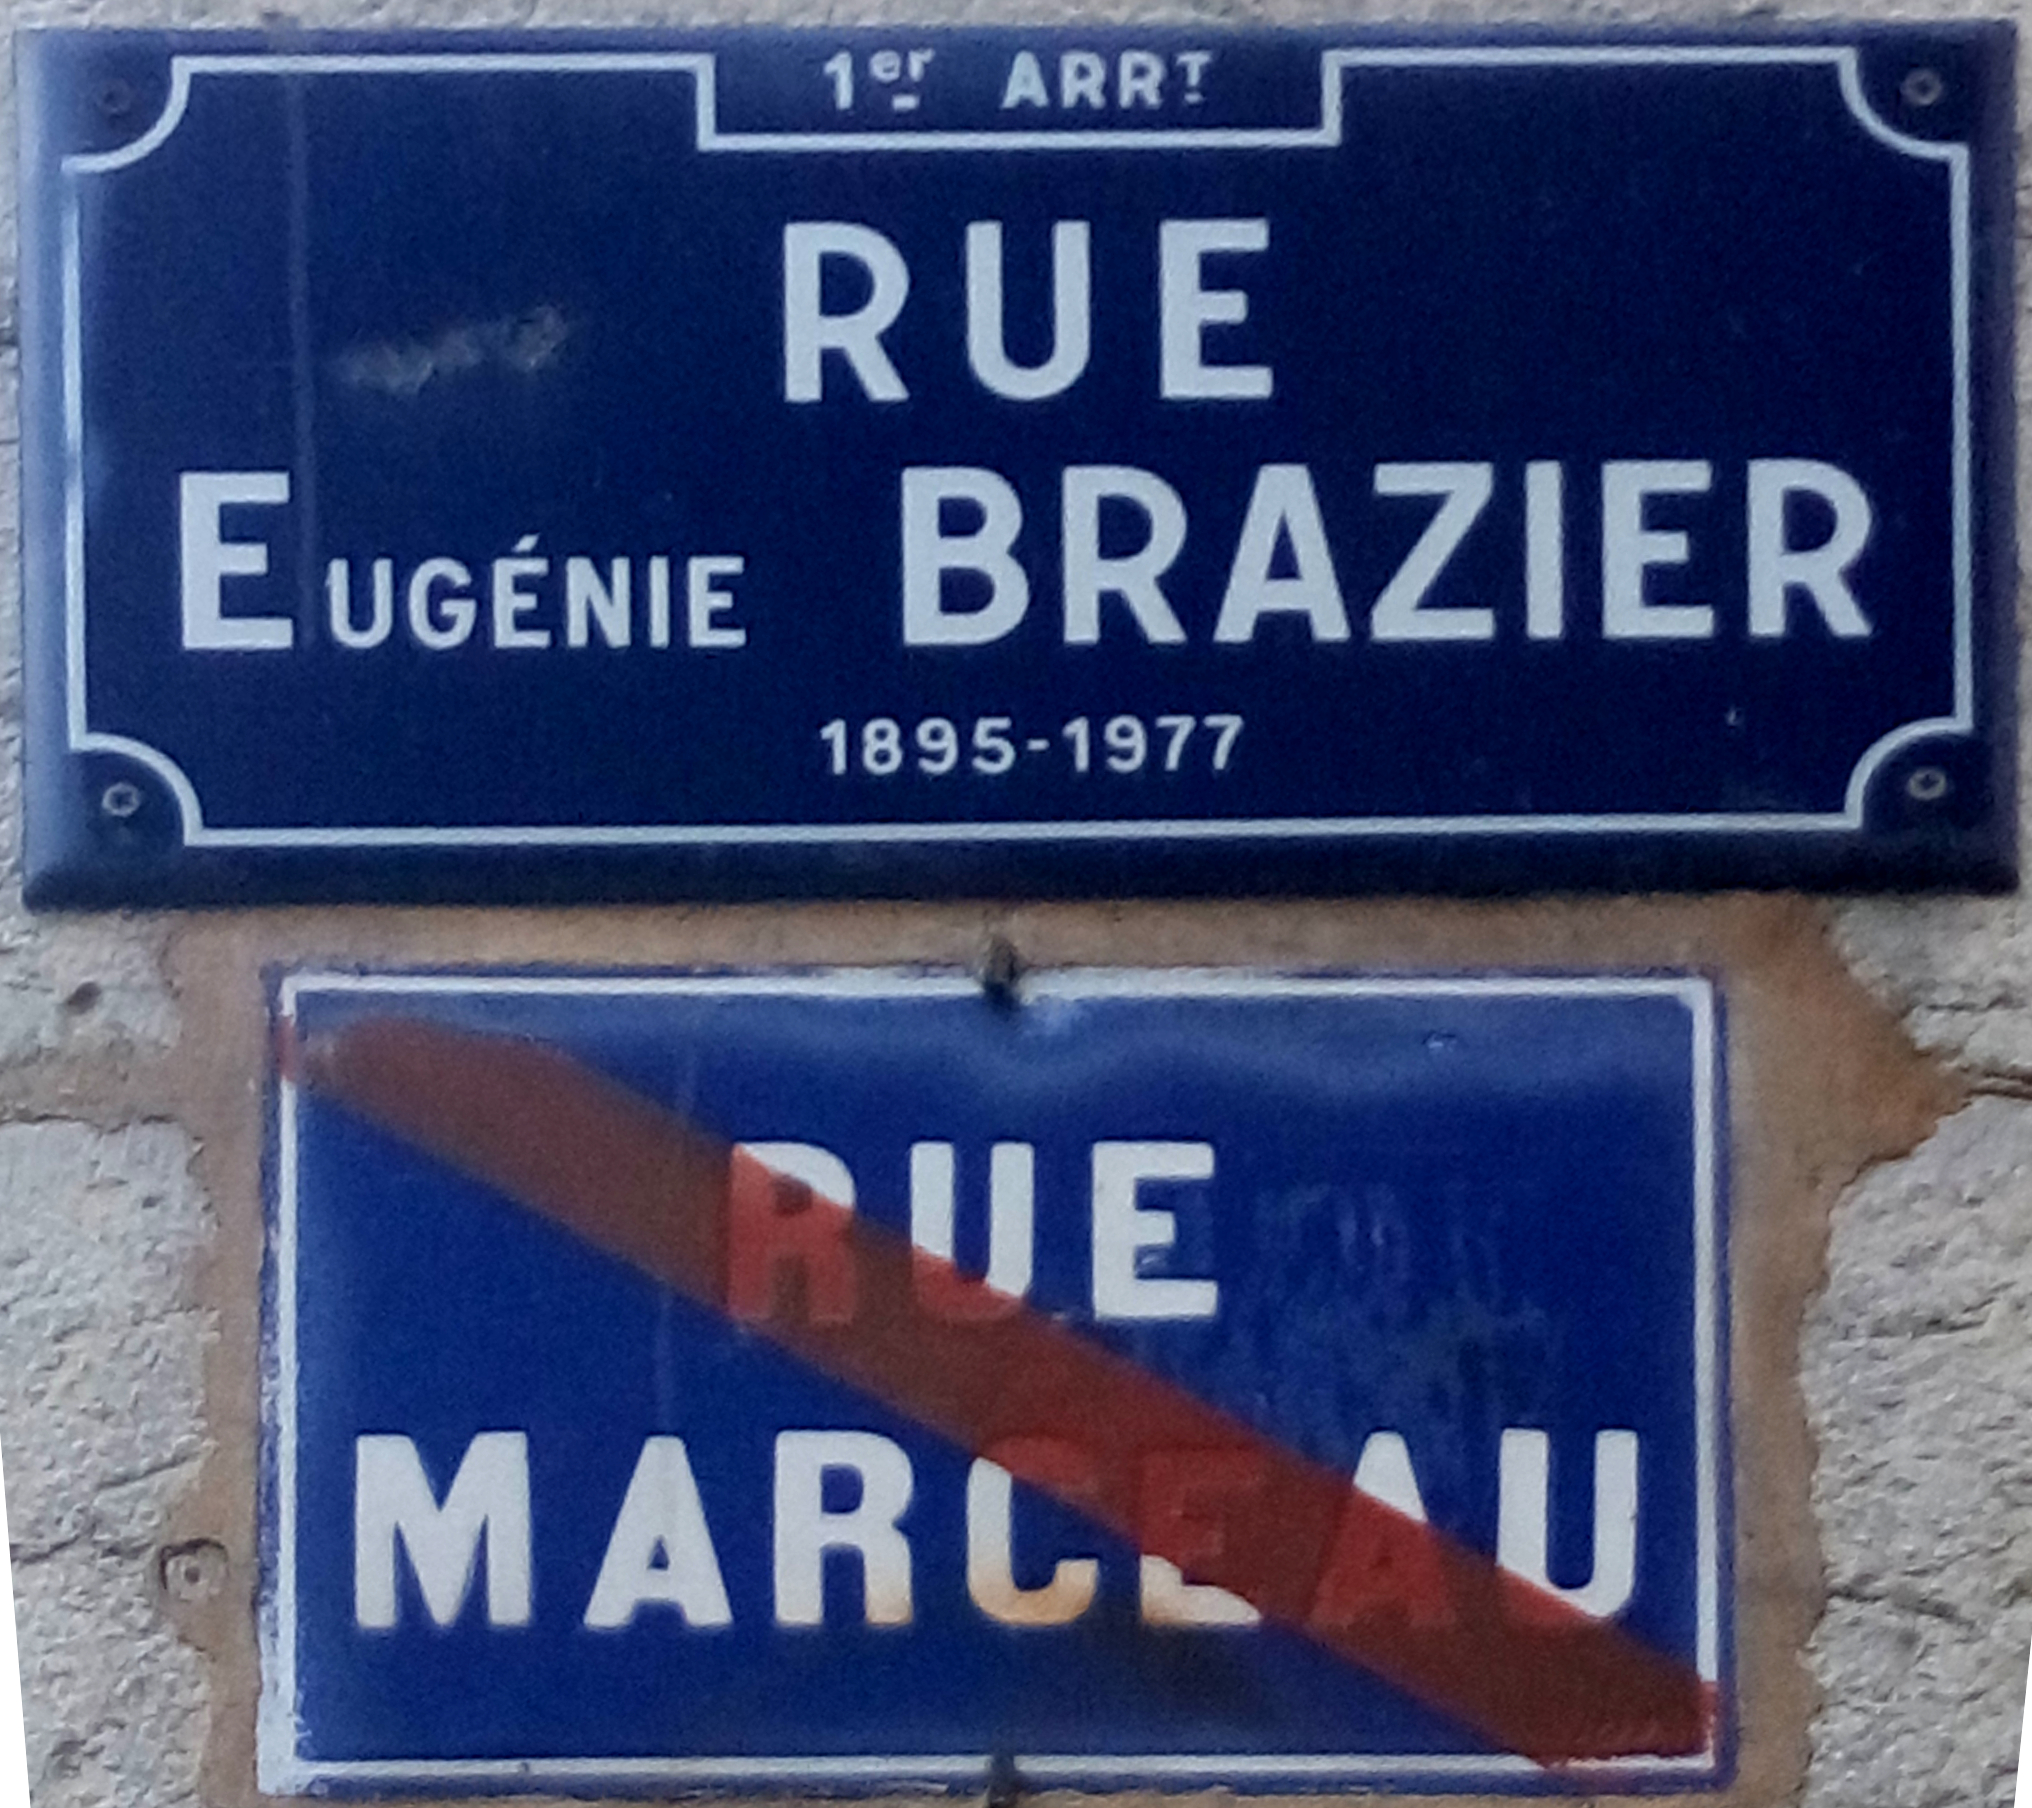 1er ARRT
RUE
EUGÉNIE BRAZIER
1895-1977
RUE
MARCEAU